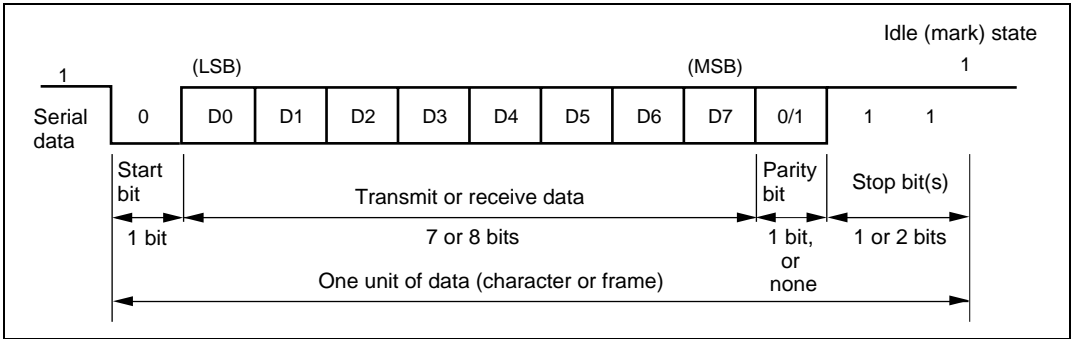 Idle (mark) state
1 (LSB) (MSB) 1
Serial data 0 D0 D1 D2 D3 D4 D5 D6 D7 0/1 1 1
Start bit
Transmit or receive data
Parity bit
Stop bit(s)
1 bit
7 or 8 bits
1 bit, or none
1 or 2 bits
One unit of data (character or frame)